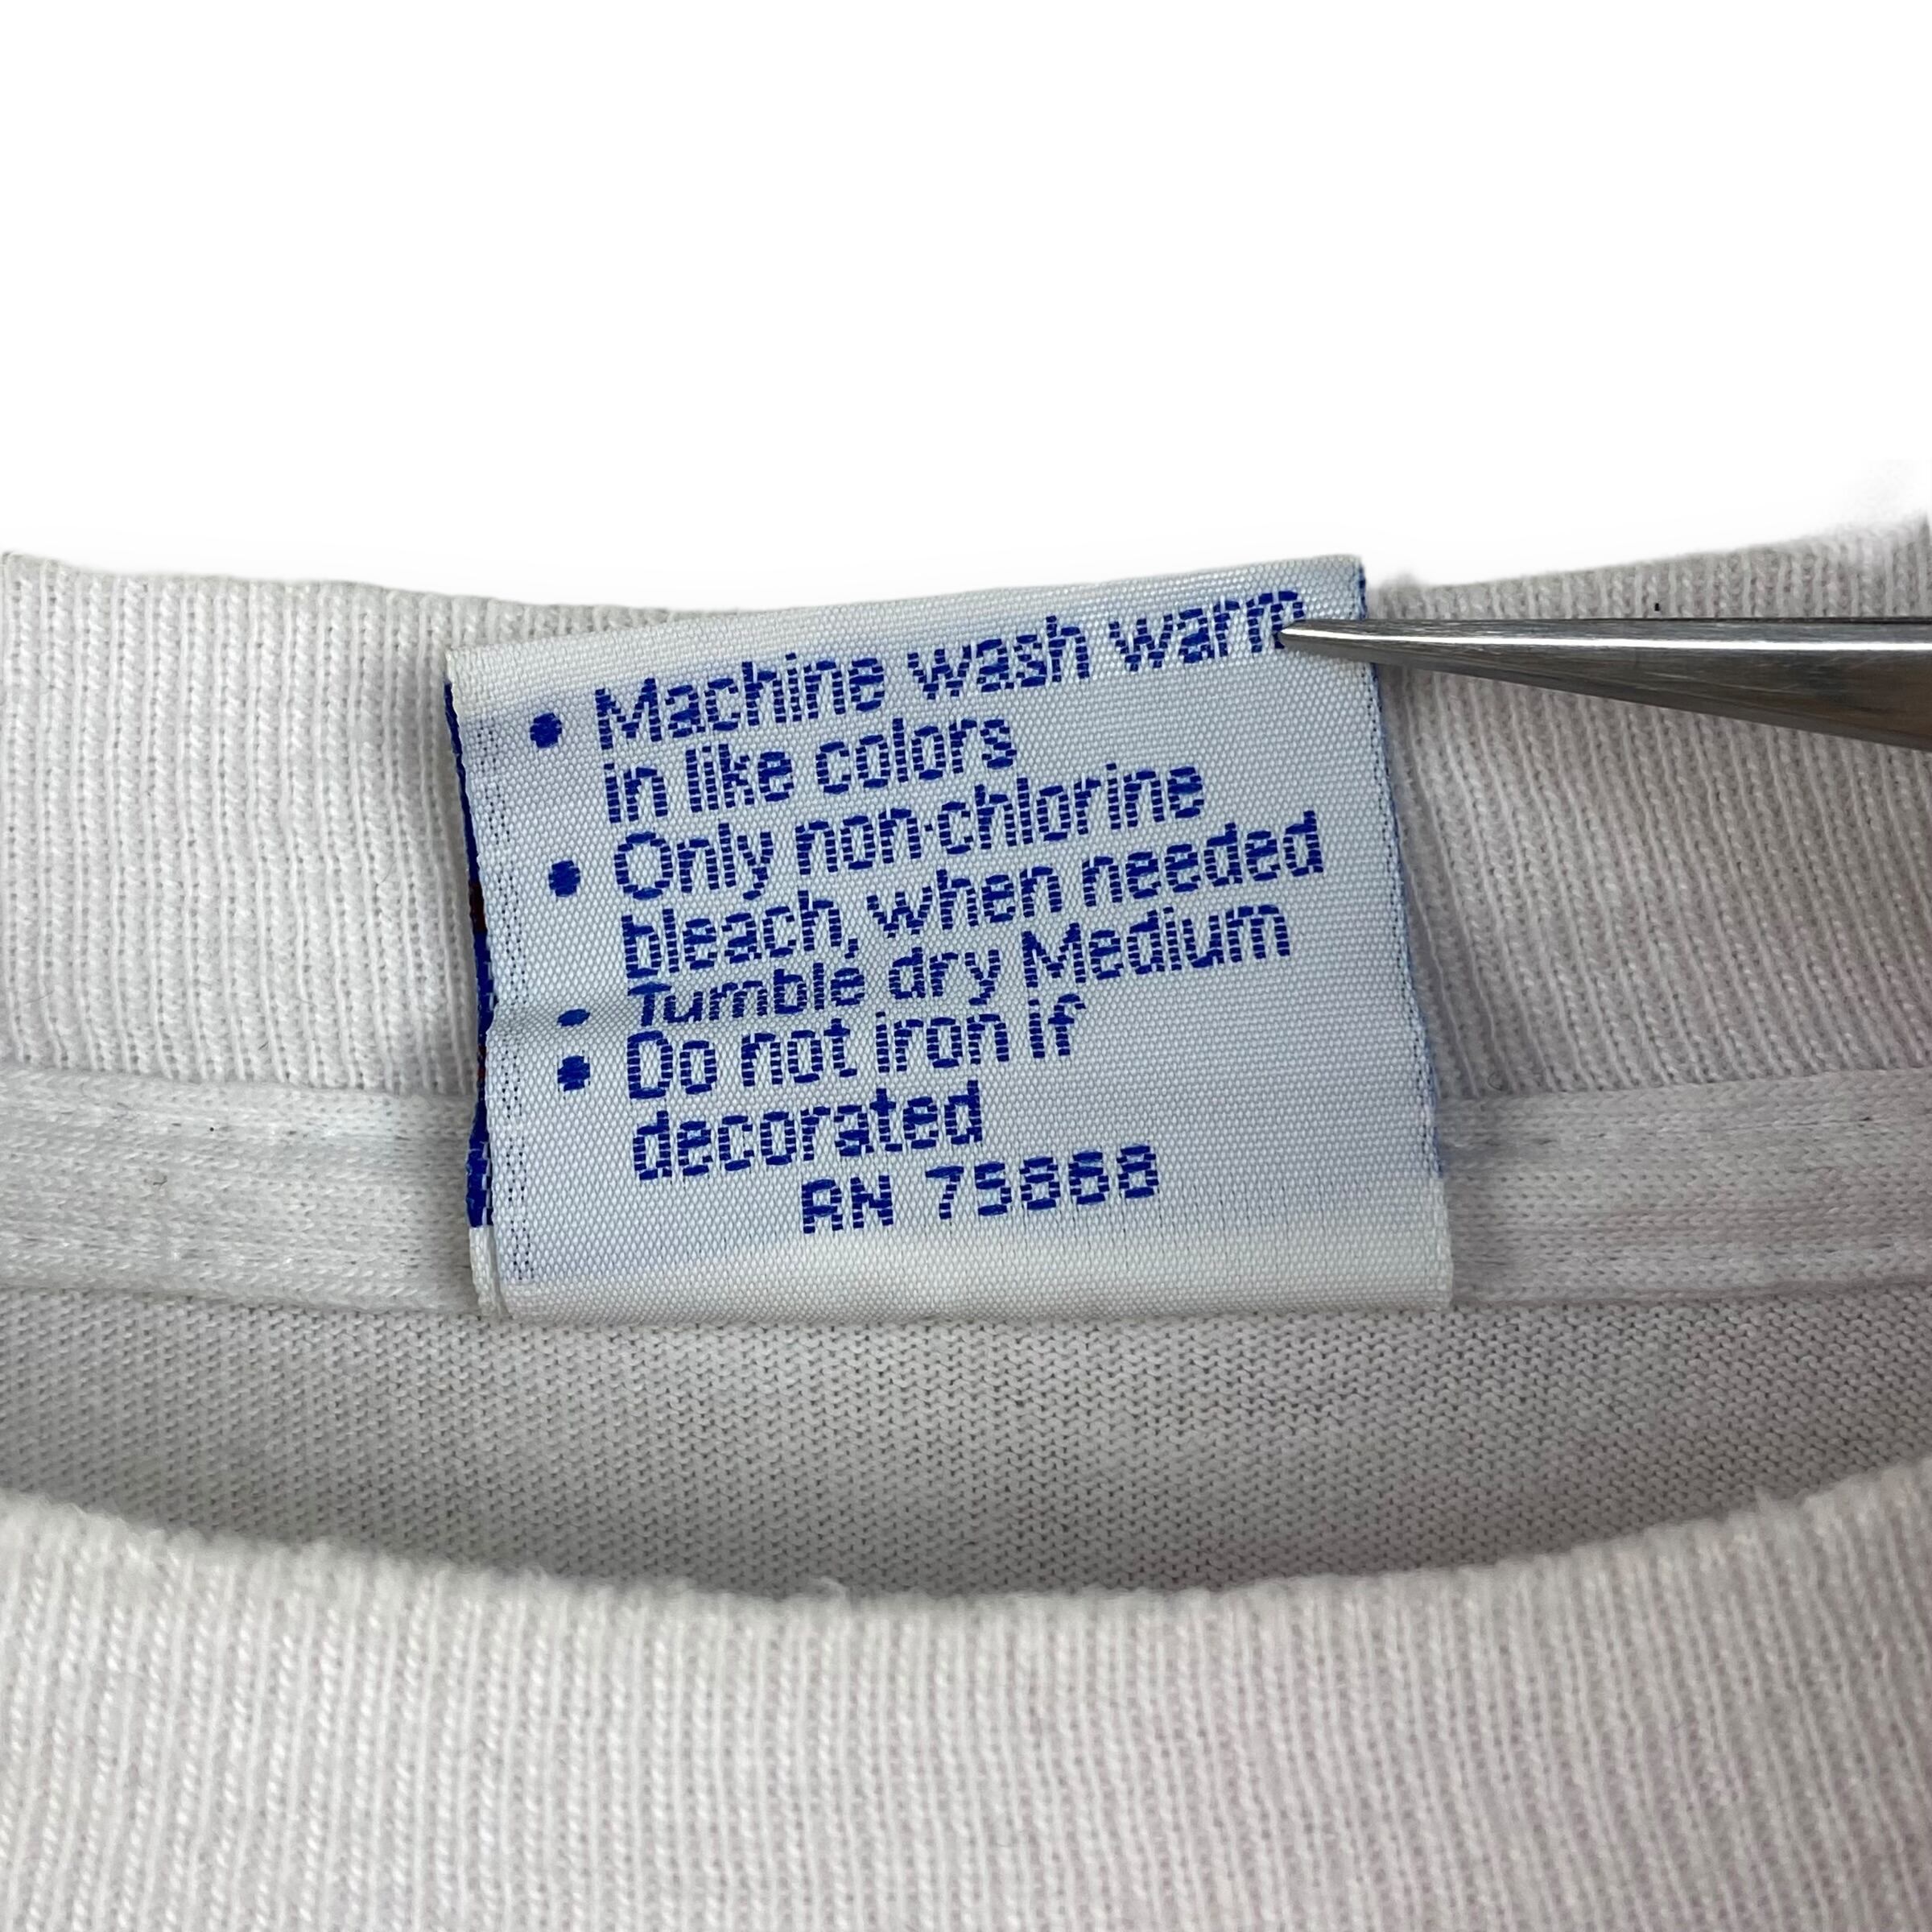 • Machine wash warm
in like colors
• Only non-chlorine
bleach, when needed
• Tumble dry Medium
• Do not iron if
decorated
RN 75868